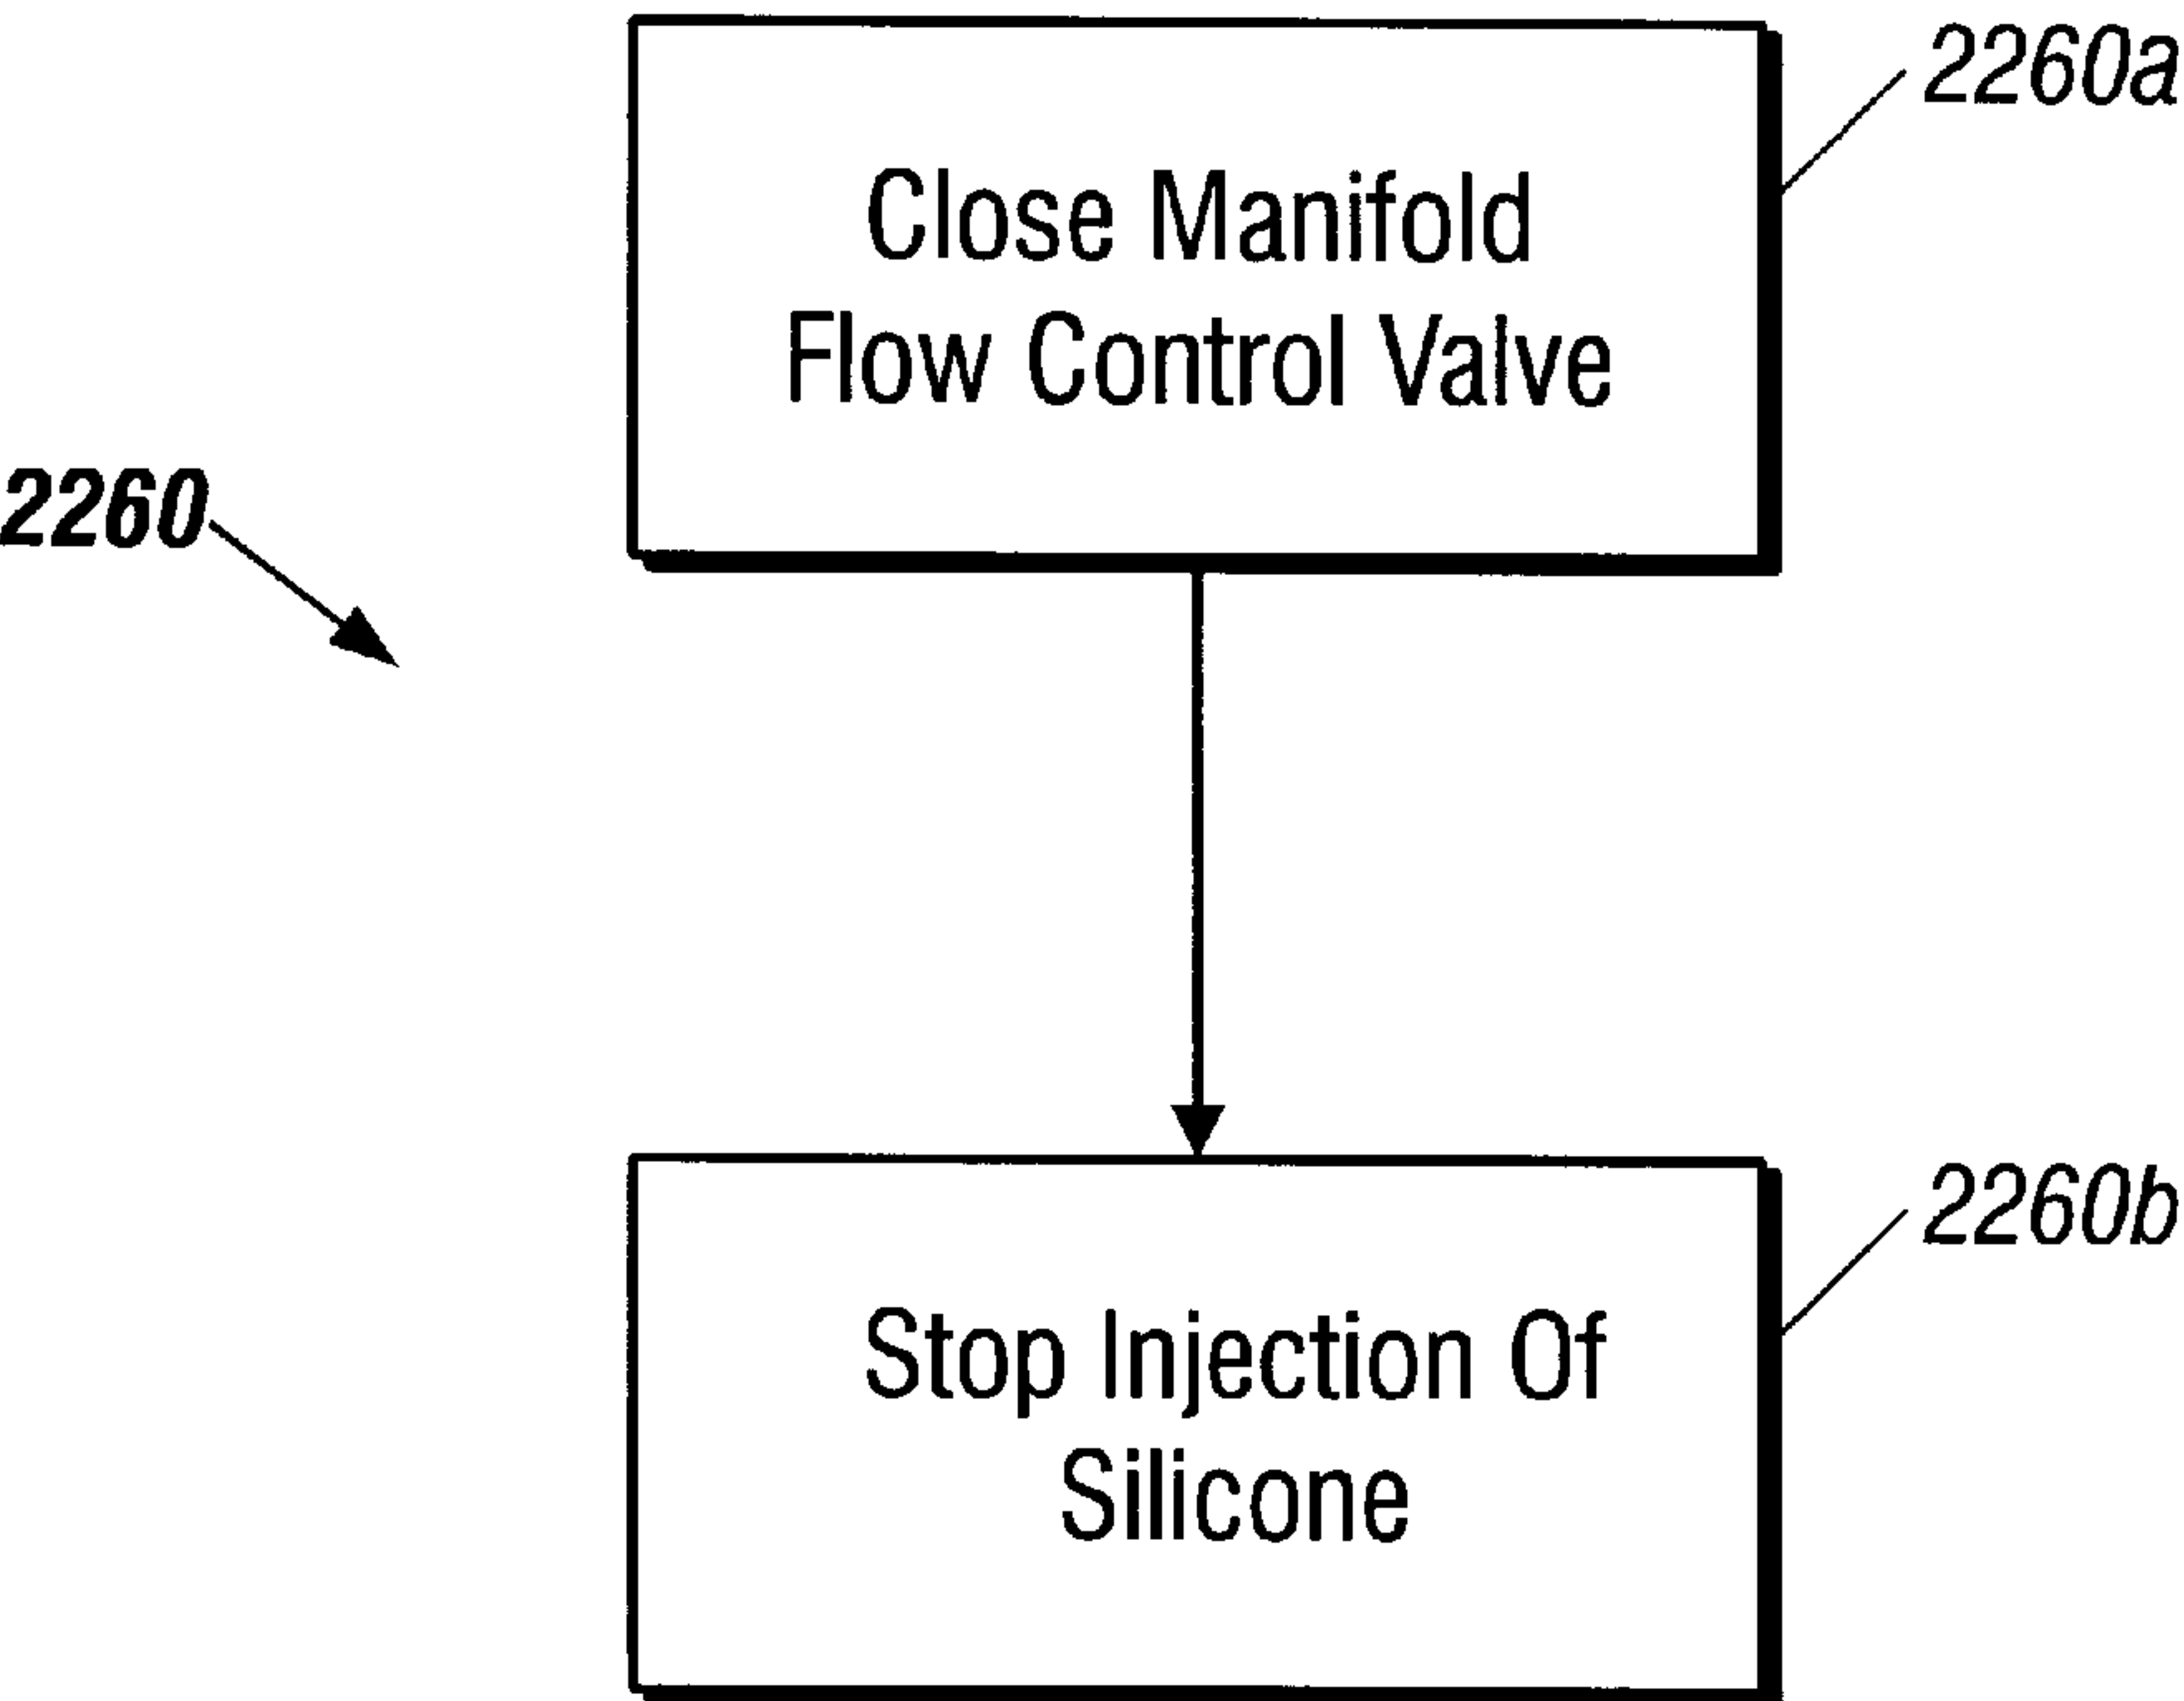 2260a
Close Manifold
Flow Control Valve
2260
2260b
Stop Injection Of
Silicone